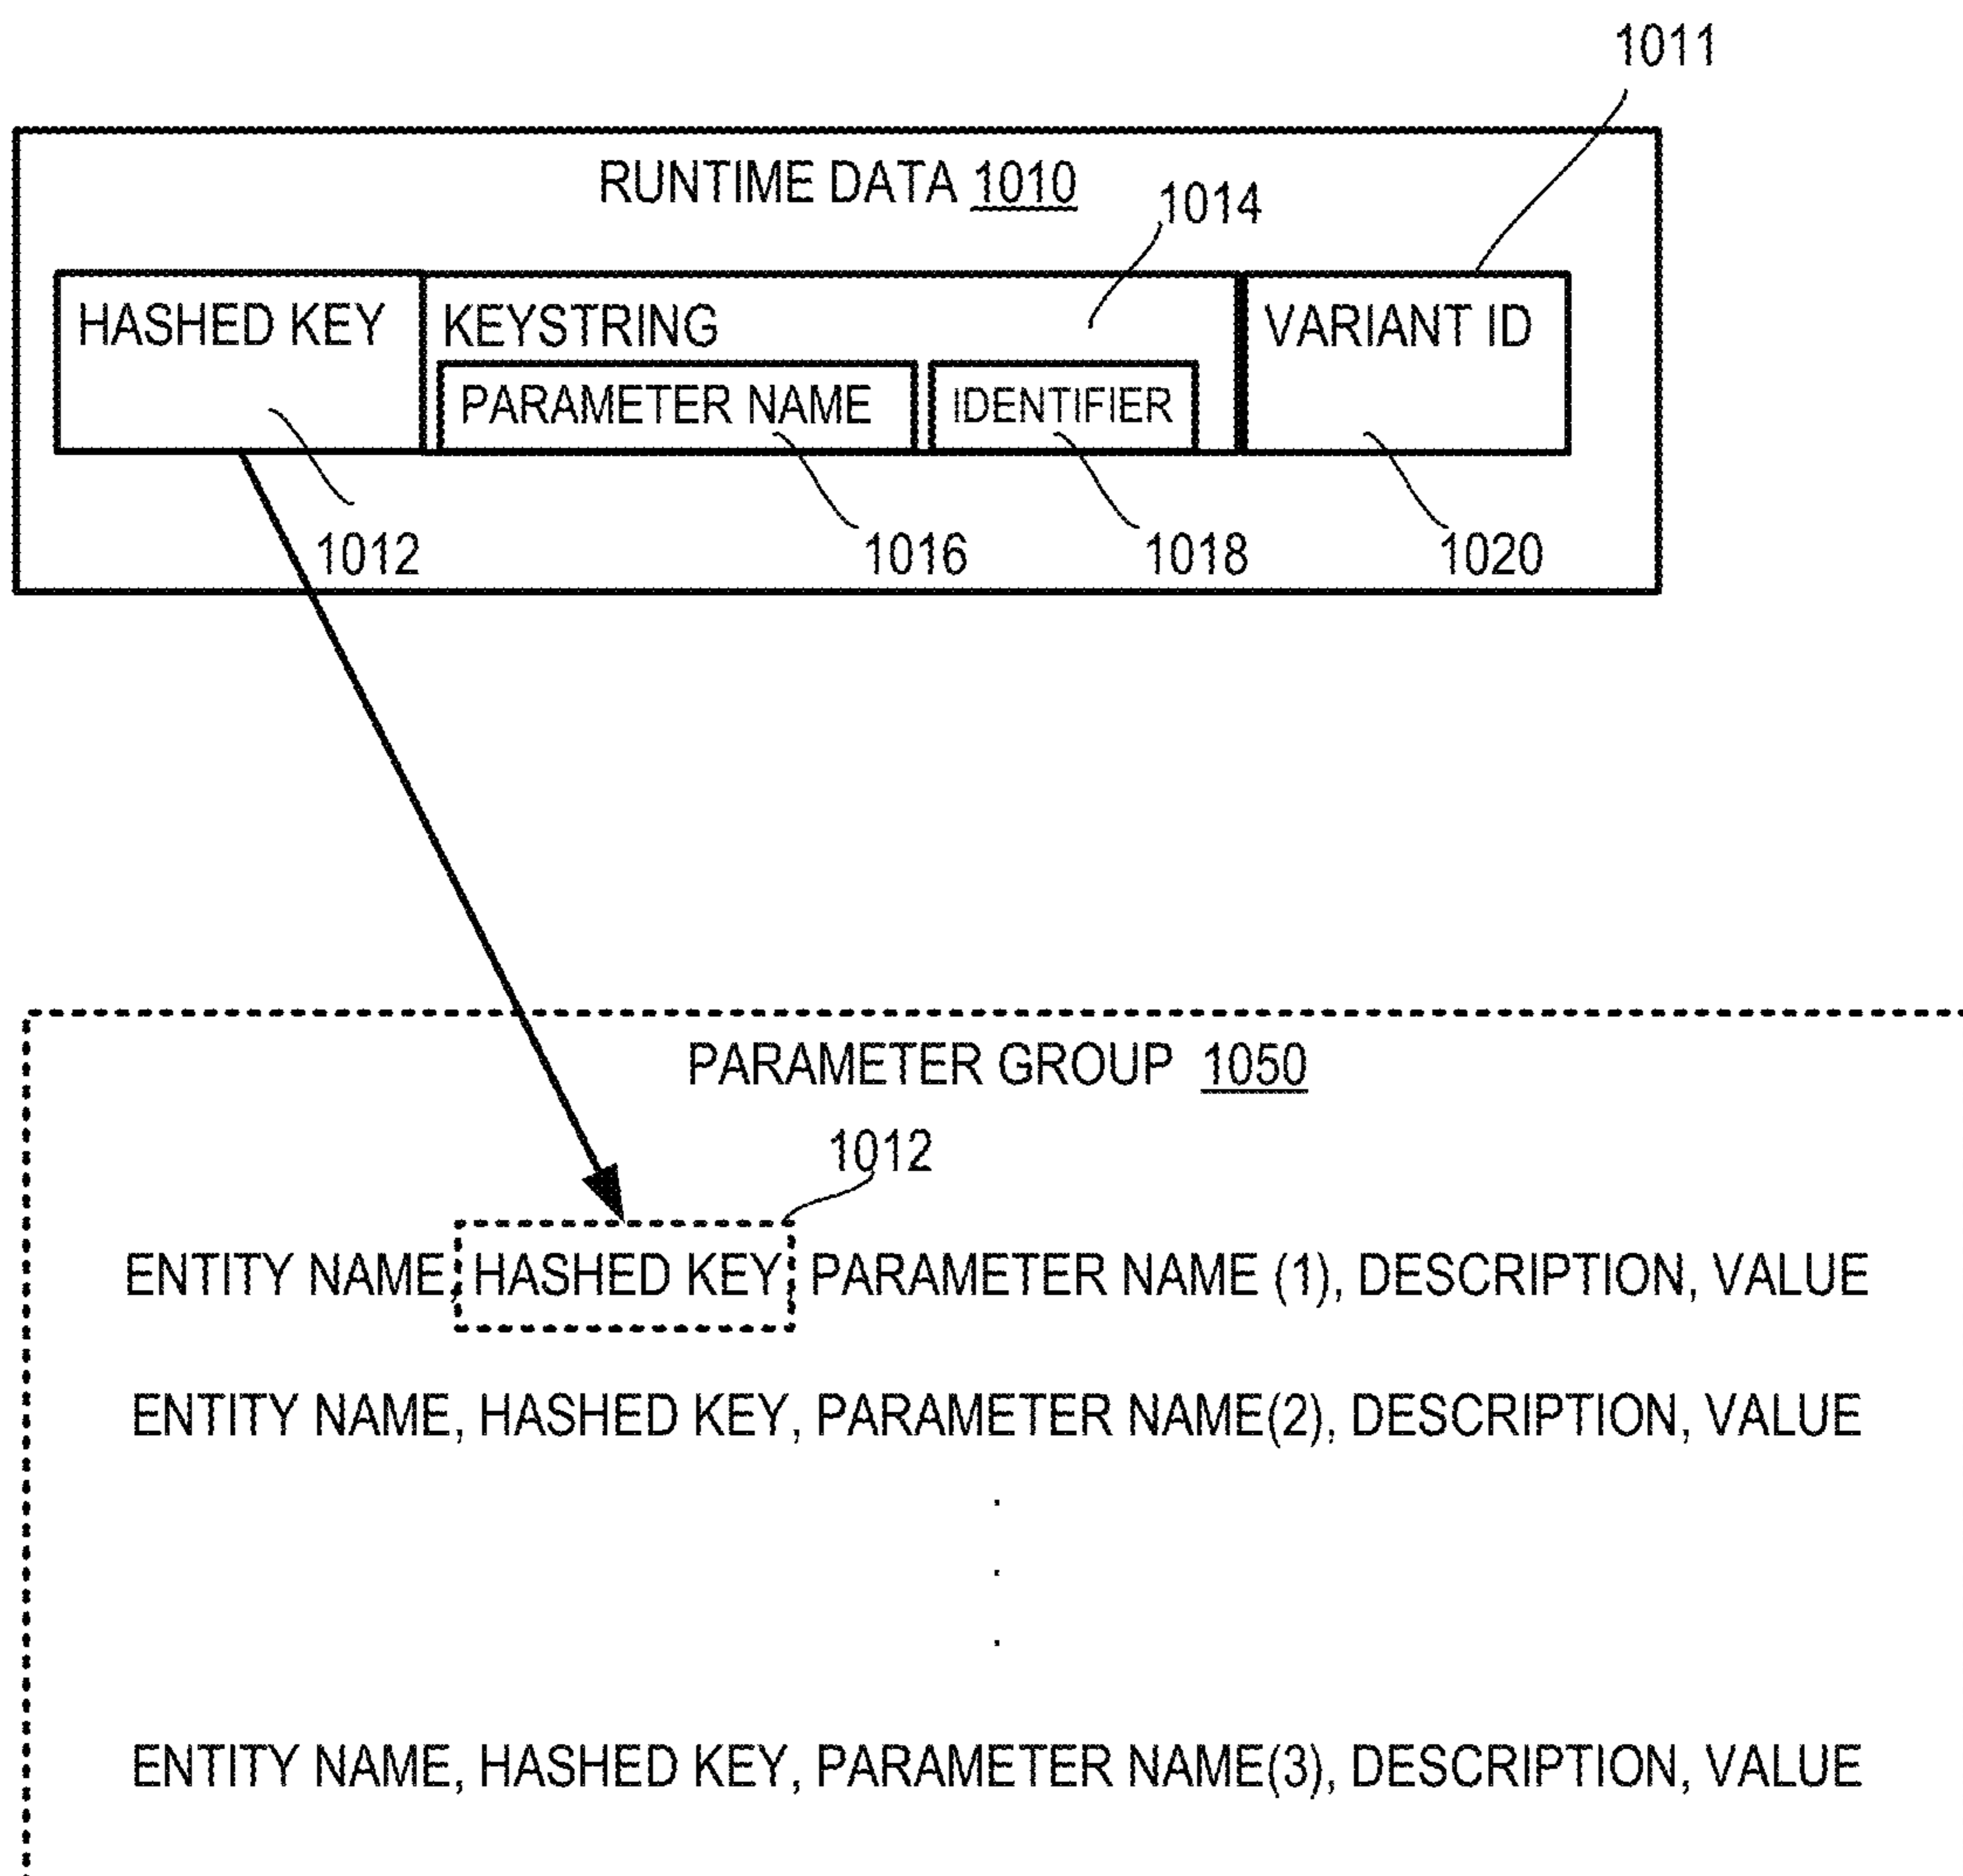 1011
RUNTIME DATA 1010
1014
HASHED KEY
KEYSTRING
VARIANT ID
PARAMETER NAME
IDENTIFIER
1012
1016
1018
1020
PARAMETER GROUP 1050
1012
ENTITY NAME, HASHED KEY, PARAMETER NAME (1), DESCRIPTION, VALUE
ENTITY NAME, HASHED KEY, PARAMETER NAME(2), DESCRIPTION, VALUE
.
.
.
ENTITY NAME, HASHED KEY, PARAMETER NAME(3), DESCRIPTION, VALUE